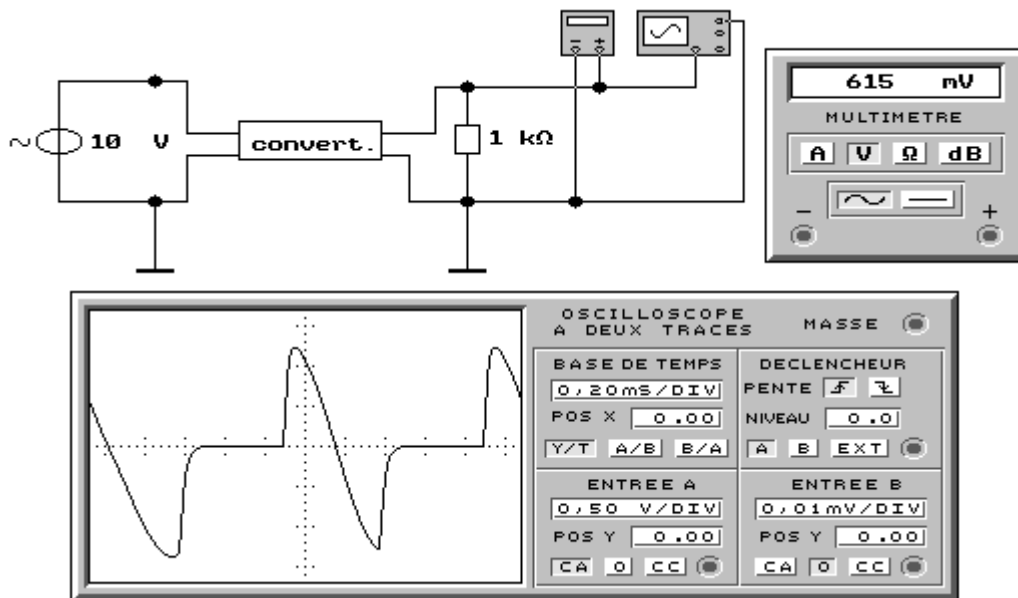 ~ 10 V
convert.
1 kΩ
- +
615 mV
MULTIMETRE
A V Ω dB
- +
OSCILLOSCOPE
A DEUX TRACES
MASSE
BASE DE TEMPS
0,20mS/DIV
POS X 0.00
Y/T A/B B/A
DECLENCHEUR
PENTE
NIVEAU 0.0
A B EXT
ENTREE A
0,50 V/DIV
POS Y 0.00
CA O CC
ENTREE B
0,01mV/DIV
POS Y 0.00
CA O CC